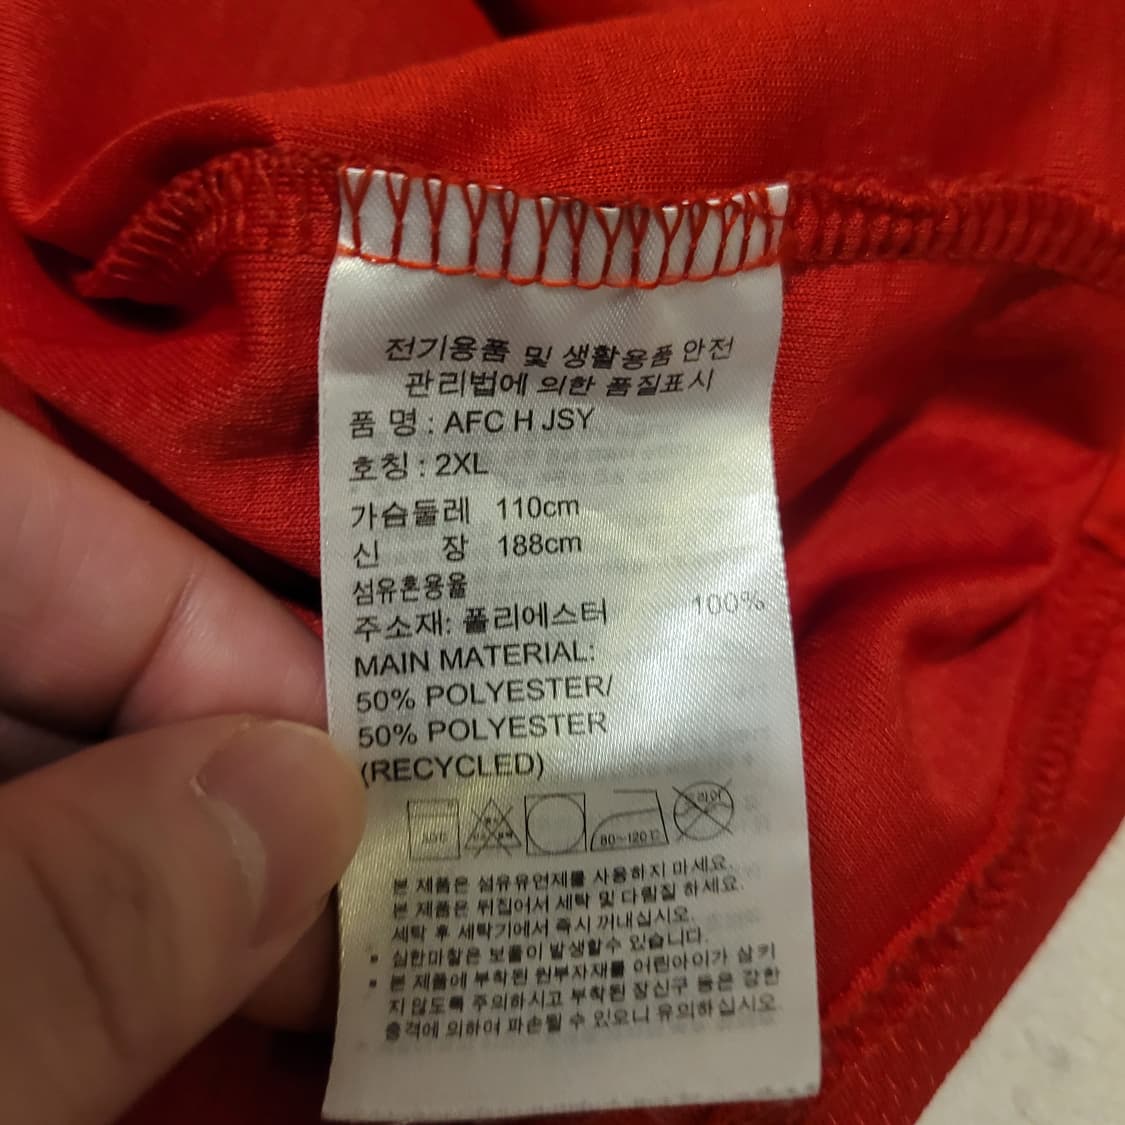 전기용품 및 생활용품 안전
관리법에 의한 품질표시
품 명 : AFC H JSY
호칭 : 2XL
가슴둘레 110cm
신 장 188cm
섬유혼용율
주소재: 폴리에스터 100%
MAIN MATERIAL:
50% POLYESTER/
50% POLYESTER
(RECYCLED)
80~120℃
본 제품은 섬유유연제를 사용하지 마세요.
본 제품은 뒤집어서 세탁 및 다림질 하세요.
세탁 후 세탁기에서 즉시 꺼내십시오.
심한마찰은 보풀이 발생할수 있습니다.
본 제품에 부착된 원부자재를 어린아이가 삼키
지않도록 주의하시고 부착된 장신구 등은 강한
충격에 의하여 파손될 수 있으니 유의하십시오.